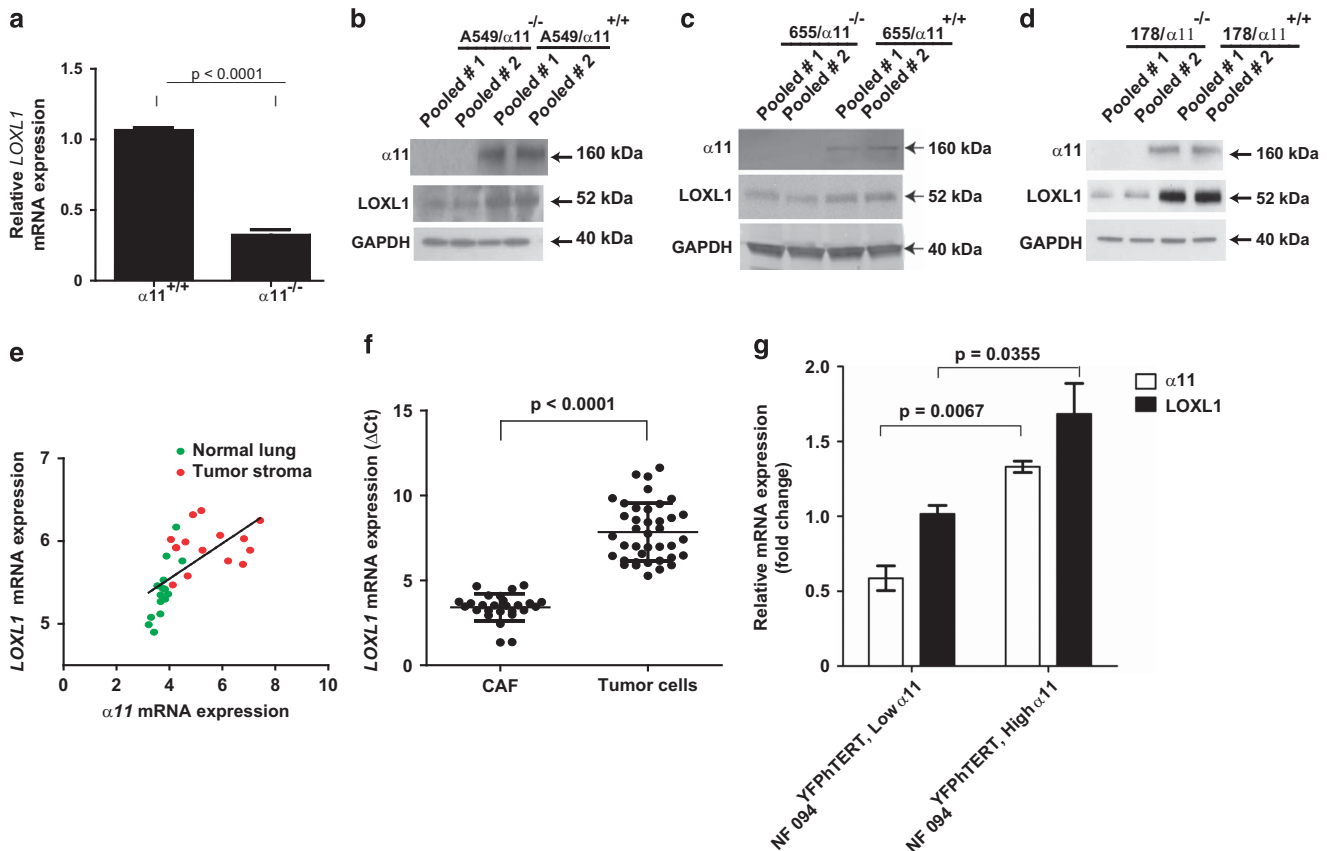 a
Relative LOXL1 mRNA expression
1.5
1.0
0.5
0
p < 0.0001
α11+/+
α11-/-
b
A549/α11-/-
A549/α11+/+
Pooled # 1
Pooled # 2
Pooled # 1
Pooled # 2
α11
160 kDa
LOXL1
52 kDa
GAPDH
40 kDa
c
655/α11-/-
655/α11+/+
Pooled # 1
Pooled # 2
Pooled # 1
Pooled # 2
α11
160 kDa
LOXL1
52 kDa
GAPDH
40 kDa
d
178/α11-/-
178/α11+/+
Pooled # 1
Pooled # 2
Pooled # 1
Pooled # 2
α11
160 kDa
LOXL1
52 kDa
GAPDH
40 kDa
e
Normal lung
Tumor stroma
LOXL1 mRNA expression
7
6
5
0
2
4
6
8
10
α11 mRNA expression
f
LOXL1 mRNA expression (ΔCt)
15
10
5
0
p < 0.0001
CAF
Tumor cells
g
Relative mRNA expression
(fold change)
2.0
1.5
1.0
0.5
0
p = 0.0355
p = 0.0067
α11
LOXL1
NF 094YFPhTERT, Low α11
NF 094YFPhTERT, High α11